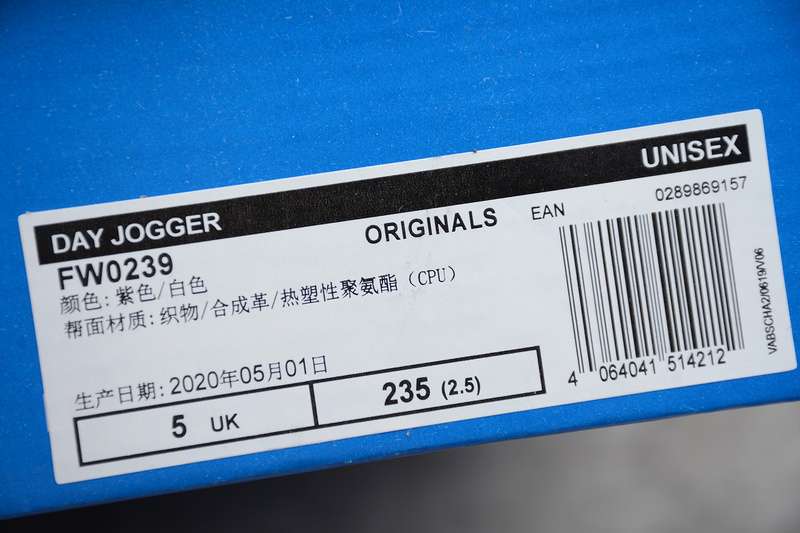 DAY JOGGER UNISEX
FW0239 ORIGINALS EAN 0289869157
颜色: 紫色/白色
帮面材质: 织物/合成革/热塑性聚氨酯（CPU）
生产日期: 2020年05月01日
5 UK 235 (2.5)
4 064041 514212
VABSCHA2/0619/V06